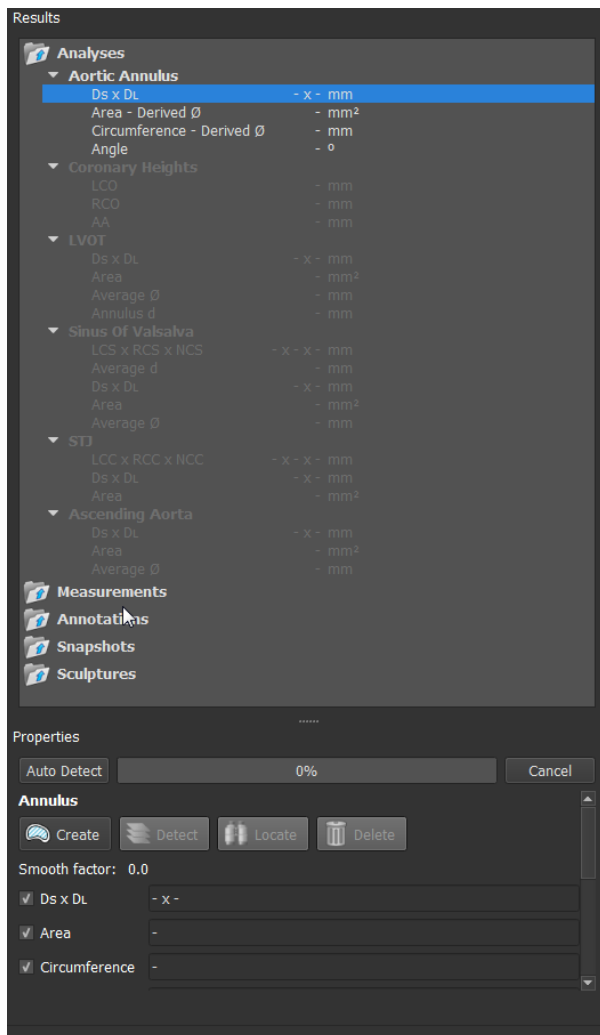 Results
Analyses
Aortic Annulus
Ds x DL - x - mm
Area - Derived Ø - mm²
Circumference - Derived Ø - mm
Angle - º
Coronary Heights
LCO - mm
RCO - mm
AA - mm
LVOT
Ds x DL - x - mm
Area - mm²
Average Ø - mm
Annulus d - mm
Sinus Of Valsalva
LCS x RCS x NCS - x - x - mm
Average d - mm
Ds x DL - x - mm
Area - mm²
Average Ø - mm
STJ
LCC x RCC x NCC - x - x - mm
Ds x DL - x - mm
Area - mm²
Ascending Aorta
Ds x DL - x - mm
Area - mm²
Average Ø - mm
Measurements
Annotations
Snapshots
Sculptures
Properties
Auto Detect 0% Cancel
Annulus
Create Detect Locate Delete
Smooth factor: 0.0
Ds x DL - x -
Area -
Circumference -